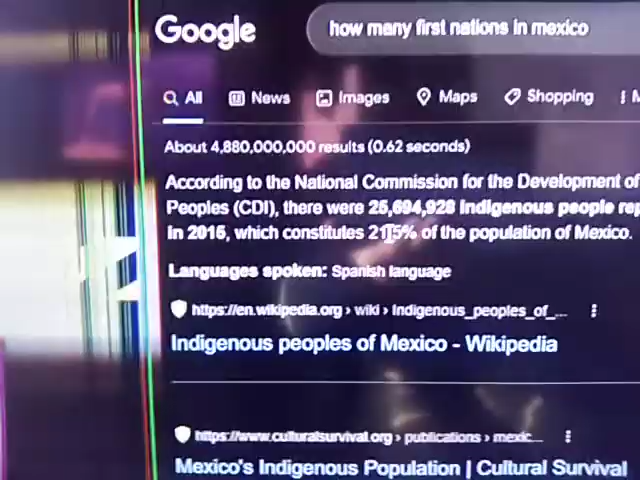 Google
how many first nations in mexico
All News Images Maps Shopping
About 4,880,000,000 results (0.62 seconds)
According to the National Commission for the Development of
Peoples (CDI), there were 25,694,928 Indigenous people rep
in 2015, which constitutes 21.5% of the population of Mexico.
Languages spoken: Spanish language
https://en.wikipedia.org › wiki › Indigenous_peoples_of_...
Indigenous peoples of Mexico - Wikipedia
https://www.culturalsurvival.org › publications › mexic...
Mexico's Indigenous Population | Cultural Survival